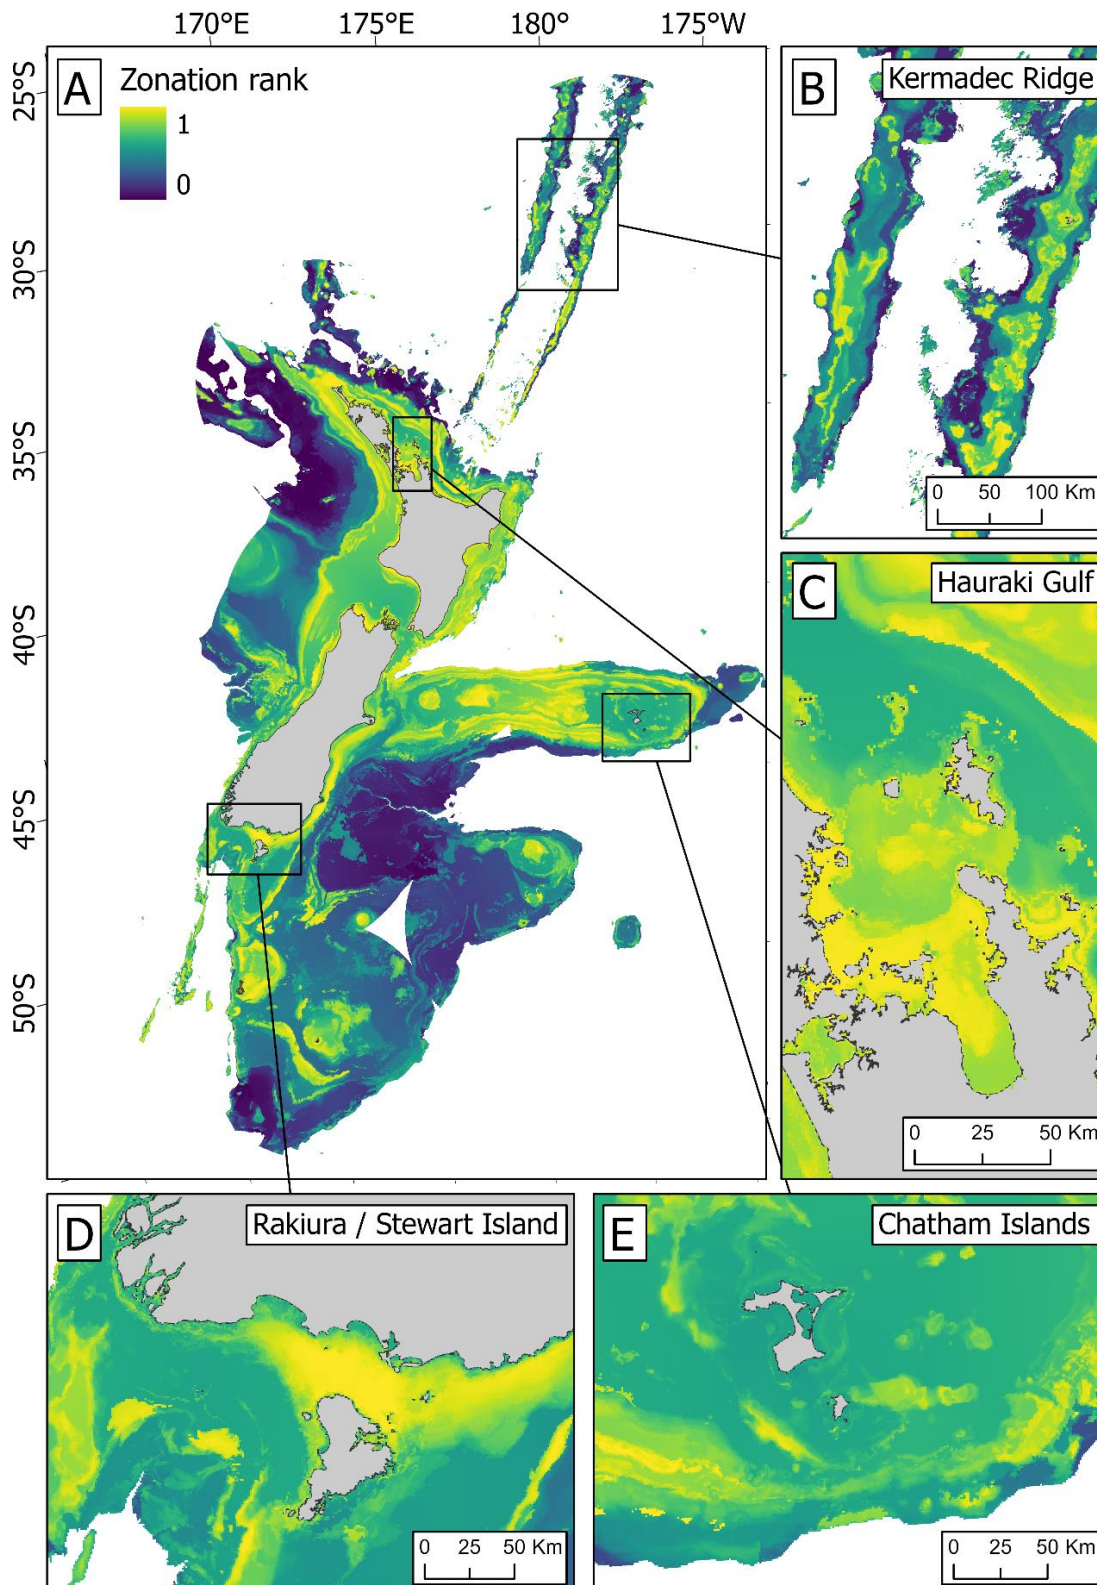 170°E 175°E 180° 175°W
A
Zonation rank
1
0
25°S
30°S
35°S
40°S
45°S
50°S
B
Kermadec Ridge
0 50 100 Km
C
Hauraki Gulf
0 25 50 Km
D
Rakiura / Stewart Island
0 25 50 Km
E
Chatham Islands
0 25 50 Km